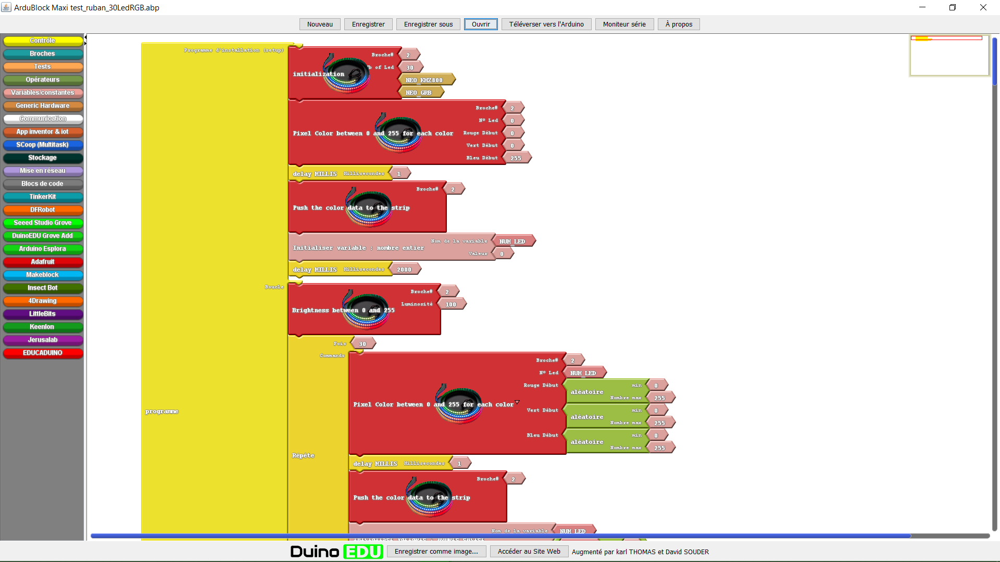 ArduBlock Maxi test_ruban_30LedRGB.abp
Nouveau
Enregistrer
Enregistrer sous
Ouvrir
Téléverser vers l'Arduino
Moniteur série
À propos
Contrôle
Broches
Tests
Opérateurs
Variables/constantes
Generic Hardware
Communication
App inventor & iot
SCoop (Multitask)
Stockage
Mise en réseau
Blocs de code
TinkerKit
DFRobot
Seeed Studio Grove
DuinoEDU Grove Add
Arduino Esplora
Adafruit
Makeblock
Insect Bot
4Drawing
LittleBits
Keenlon
Jerusalab
EDUCADUINO
programme
Programme d'installation (setup)
initialization
Broche# 2
b of Led 30
NEO_KHZ800
NEO_GRB
Pixel Color between 0 and 255 for each color
Broche# 2
N° Led 0
Rouge Début 0
Vert Début 0
Bleu Début 255
delay MILLIS Millisecondes 1
Push the color data to the strip
Broche# 2
Initialiser variable : nombre entier
Nom de la variable NUM_LED
Valeur 0
delay MILLIS Millisecondes 2000
Boucle
Brightness between 0 and 255
Broche# 2
Luminosité 100
Répète
Fois 30
Commands
Pixel Color between 0 and 255 for each color
Broche# 2
N° Led NUM_LED
Rouge Début aléatoire min 0
Nombre max 255
Vert Début aléatoire min 0
Nombre max 255
Bleu Début aléatoire min 0
Nombre max 255
delay MILLIS Millisecondes 1
Push the color data to the strip
Broche# 2
Nom de la variable NUM_LED
Initialiser variable : nombre entier
Duino EDU
Enregistrer comme image...
Accéder au Site Web
Augmenté par karl THOMAS et David SOUDER